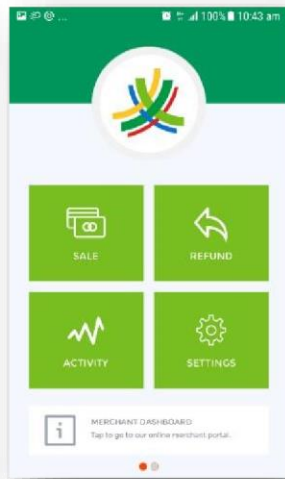 100% 10:43 am
SALE
REFUND
ACTIVITY
SETTINGS
MERCHANT DASHBOARD
Tap to go to our online merchant portal.